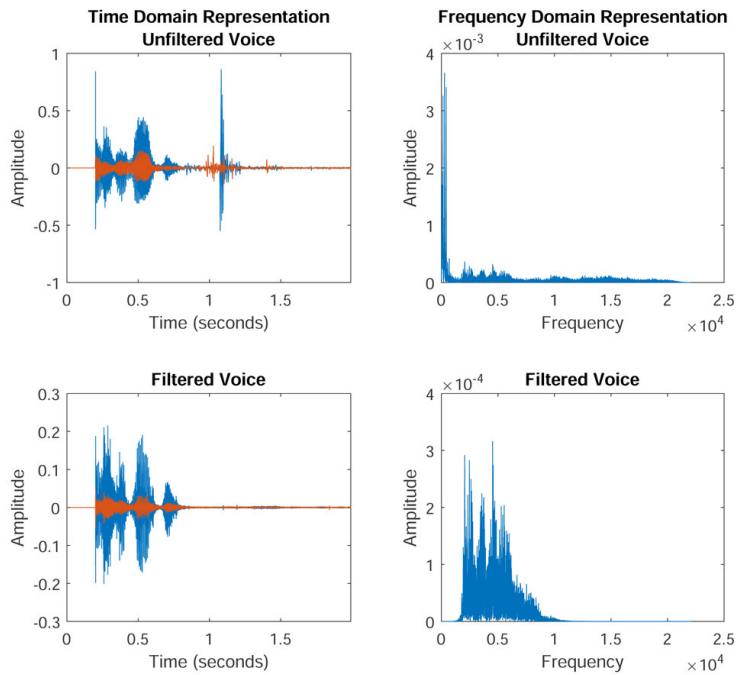 Time Domain Representation
Unfiltered Voice
1
0.5
0
-0.5
-1
Amplitude
0 0.5 1 1.5
Time (seconds)
Frequency Domain Representation
Unfiltered Voice
×10⁻³
4
3
2
1
0
Amplitude
0 0.5 1 1.5 2 2.5
Frequency
×10⁴
Filtered Voice
0.3
0.2
0.1
0
-0.1
-0.2
-0.3
Amplitude
0 0.5 1 1.5
Time (seconds)
Filtered Voice
×10⁻⁴
4
3
2
1
0
Amplitude
0 0.5 1 1.5 2 2.5
Frequency
×10⁴